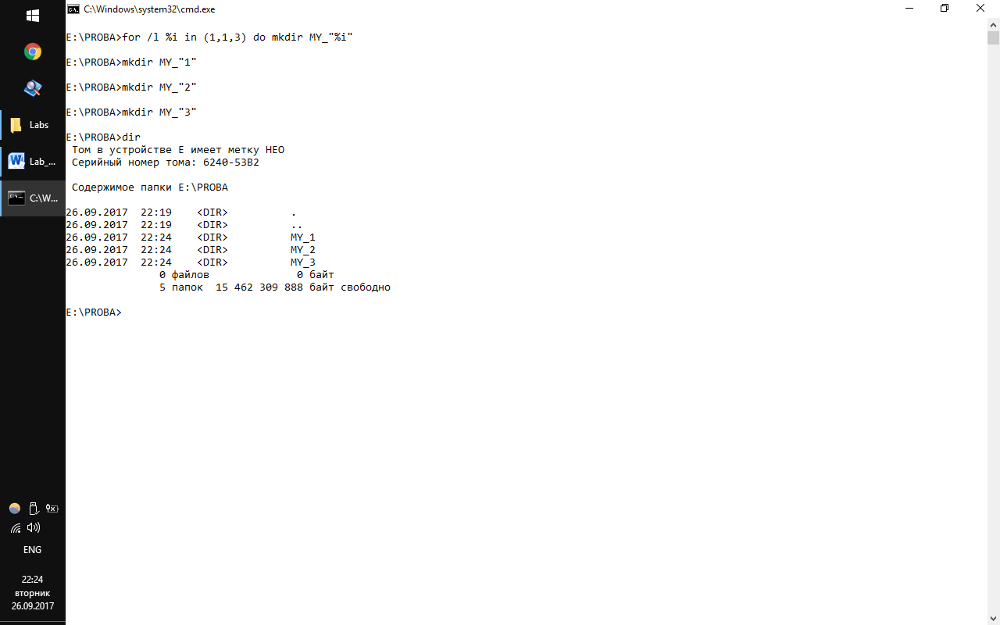 C:\Windows\system32\cmd.exe
E:\PROBA>for /l %i in (1,1,3) do mkdir MY_"%i"
E:\PROBA>mkdir MY_"1"
E:\PROBA>mkdir MY_"2"
E:\PROBA>mkdir MY_"3"
E:\PROBA>dir
Том в устройстве E имеет метку НЕО
Серийный номер тома: 6240-53B2
Содержимое папки E:\PROBA
26.09.2017  22:19    <DIR>          .
26.09.2017  22:19    <DIR>          ..
26.09.2017  22:24    <DIR>          MY_1
26.09.2017  22:24    <DIR>          MY_2
26.09.2017  22:24    <DIR>          MY_3
0 файлов              0 байт
5 папок  15 462 309 888 байт свободно
E:\PROBA>
Labs
Lab_...
C:\W...
ENG
22:24
вторник
26.09.2017